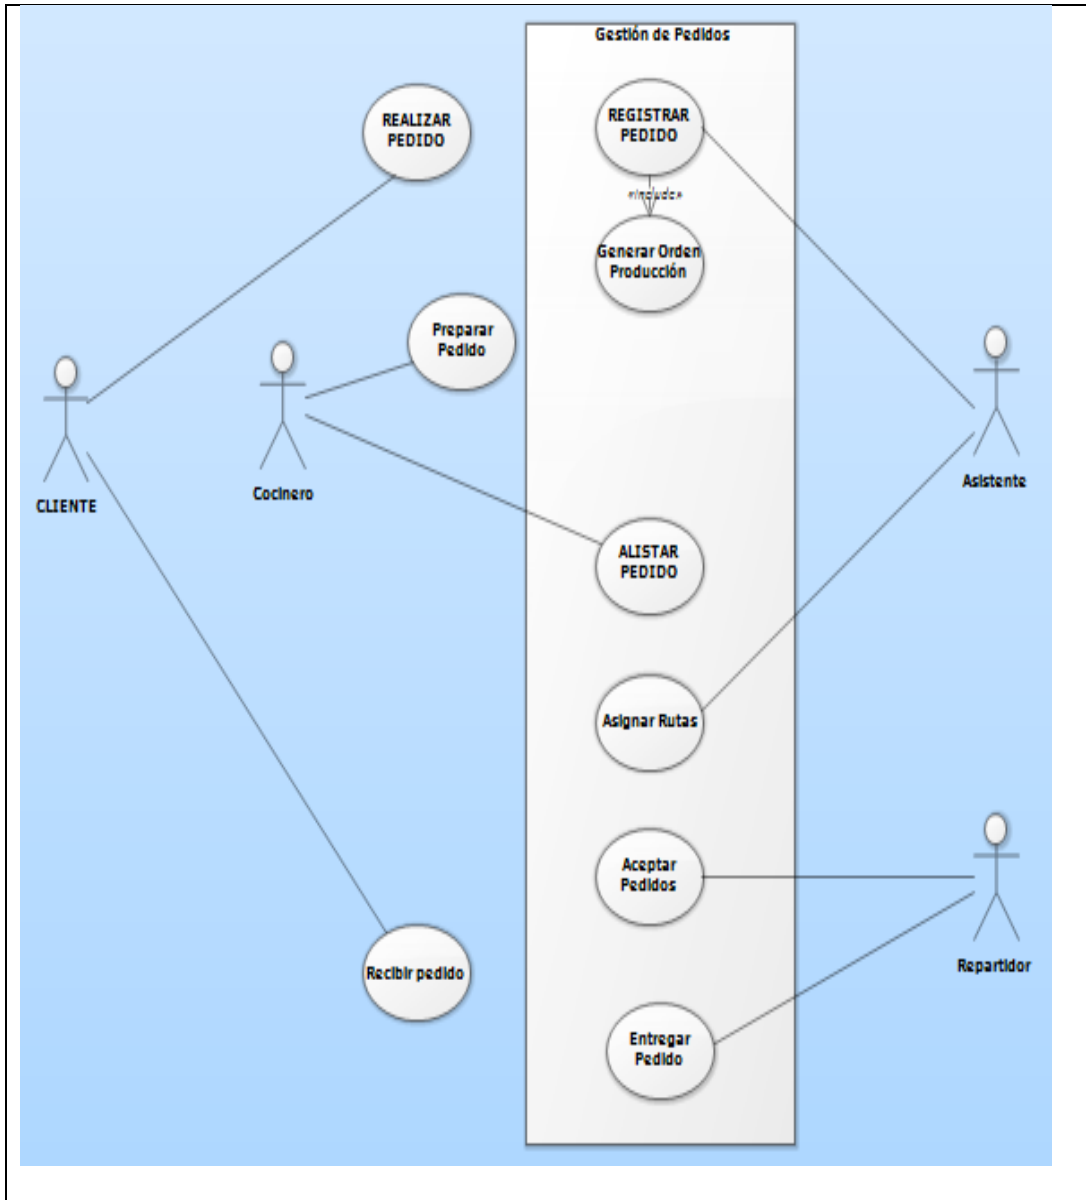 Gestión de Pedidos
REALIZAR
PEDIDO
REGISTRAR
PEDIDO
«include»
Generar Orden
Producción
Preparar
Pedido
CLIENTE
Cocinero
Asistente
ALISTAR
PEDIDO
Asignar Rutas
Aceptar
Pedidos
Repartidor
Recibir pedido
Entregar
Pedido